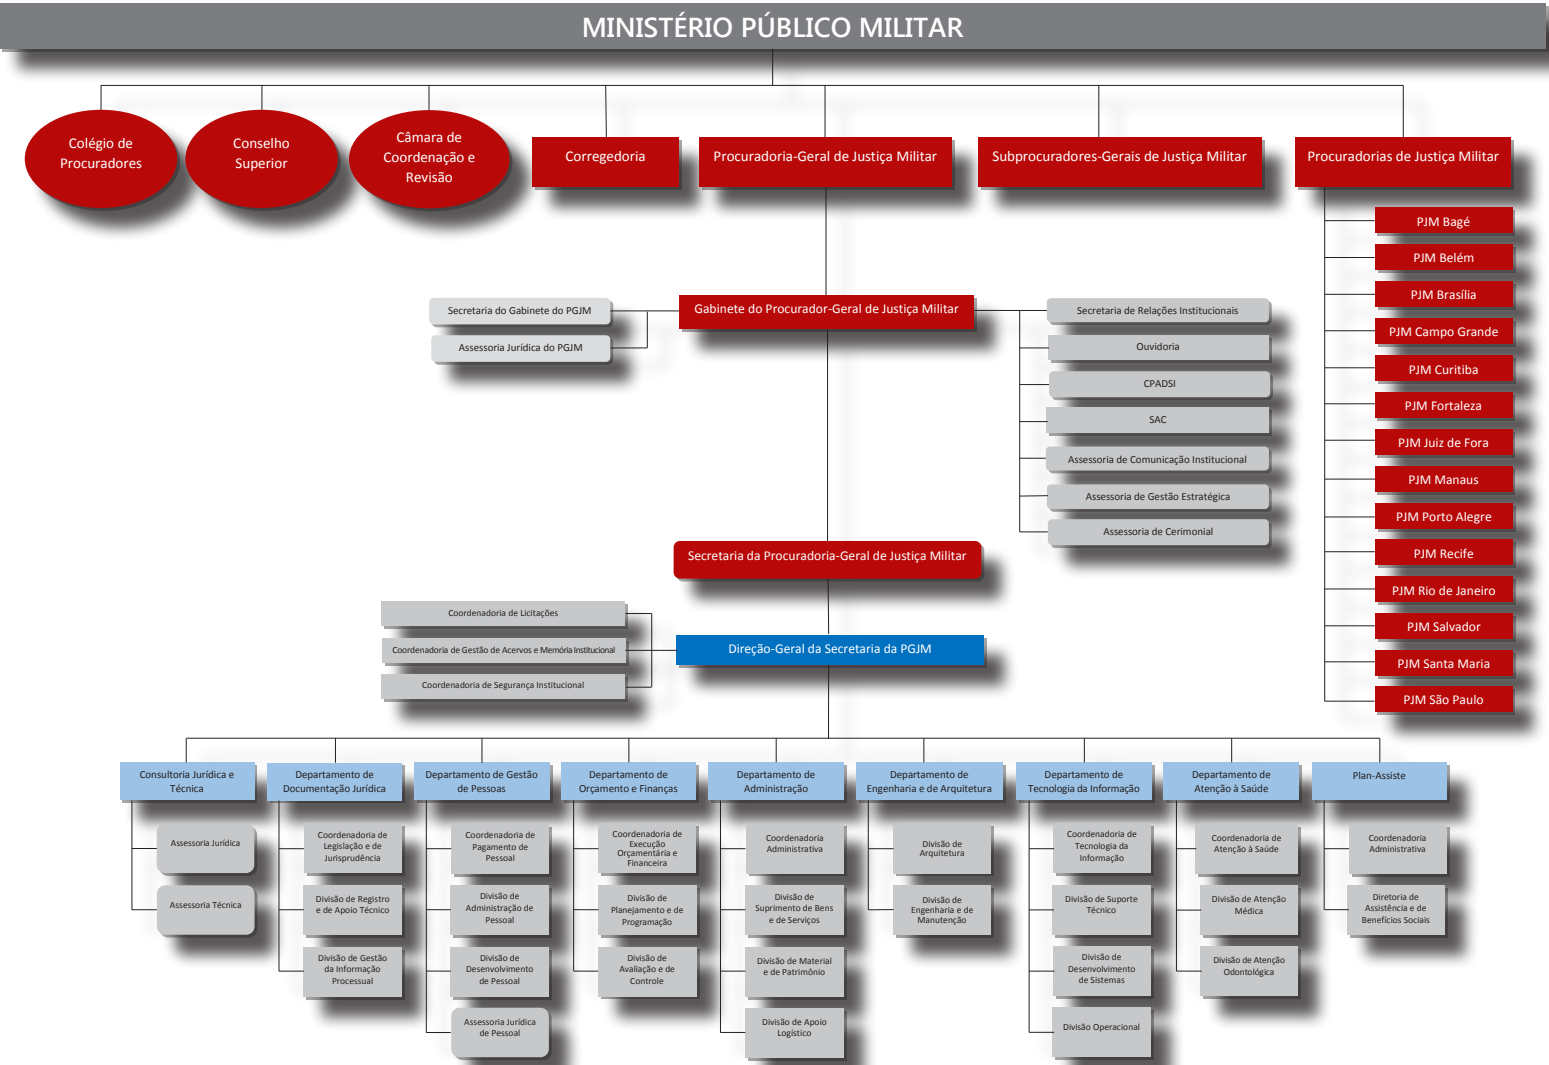 MINISTÉRIO PÚBLICO MILITAR
Colégio de
Procuradores
Conselho
Superior
Câmara de
Coordenação e
Revisão
Corregedoria
Procuradoria-Geral de Justiça Militar
Subprocuradores-Gerais de Justiça Militar
Procuradorias de Justiça Militar
PJM Bagé
PJM Belém
PJM Brasília
PJM Campo Grande
PJM Curitiba
PJM Fortaleza
PJM Juiz de Fora
PJM Manaus
PJM Porto Alegre
PJM Recife
PJM Rio de Janeiro
PJM Salvador
PJM Santa Maria
PJM São Paulo
Gabinete do Procurador-Geral de Justiça Militar
Secretaria do Gabinete do PGJM
Assessoria Jurídica do PGJM
Secretaria de Relações Institucionais
Ouvidoria
CPADSI
SAC
Assessoria de Comunicação Institucional
Assessoria de Gestão Estratégica
Assessoria de Cerimonial
Secretaria da Procuradoria-Geral de Justiça Militar
Coordenadoria de Licitações
Coordenadoria de Gestão de Acervos e Memória Institucional
Coordenadoria de Segurança Institucional
Direção-Geral da Secretaria da PGJM
Consultoria Jurídica e
Técnica
Assessoria Jurídica
Assessoria Técnica
Departamento de
Documentação Jurídica
Coordenadoria de
Legislação e de
Jurisprudência
Divisão de Registro
e de Apoio Técnico
Divisão de Gestão
da Informação
Processual
Departamento de Gestão
de Pessoas
Coordenadoria de
Pagamento de
Pessoal
Divisão de
Administração de
Pessoal
Divisão de
Desenvolvimento
de Pessoal
Assessoria Jurídica
de Pessoal
Departamento de
Orçamento e Finanças
Coordenadoria de
Execução
Orçamentária e
Financeira
Divisão de
Planejamento e de
Programação
Divisão de
Avaliação e de
Controle
Departamento de
Administração
Coordenadoria
Administrativa
Divisão de
Suprimento de Bens
e de Serviços
Divisão de Material
e de Patrimônio
Divisão de Apoio
Logístico
Departamento de
Engenharia e de Arquitetura
Divisão de
Arquitetura
Divisão de
Engenharia e de
Manutenção
Departamento de
Tecnologia da Informação
Coordenadoria de
Tecnologia da
Informação
Divisão de Suporte
Técnico
Divisão de
Desenvolvimento
de Sistemas
Divisão Operacional
Departamento de
Atenção à Saúde
Coordenadoria de
Atenção à Saúde
Divisão de Atenção
Médica
Divisão de Atenção
Odontológica
Plan-Assiste
Coordenadoria
Administrativa
Diretoria de
Assistência e de
Benefícios Sociais